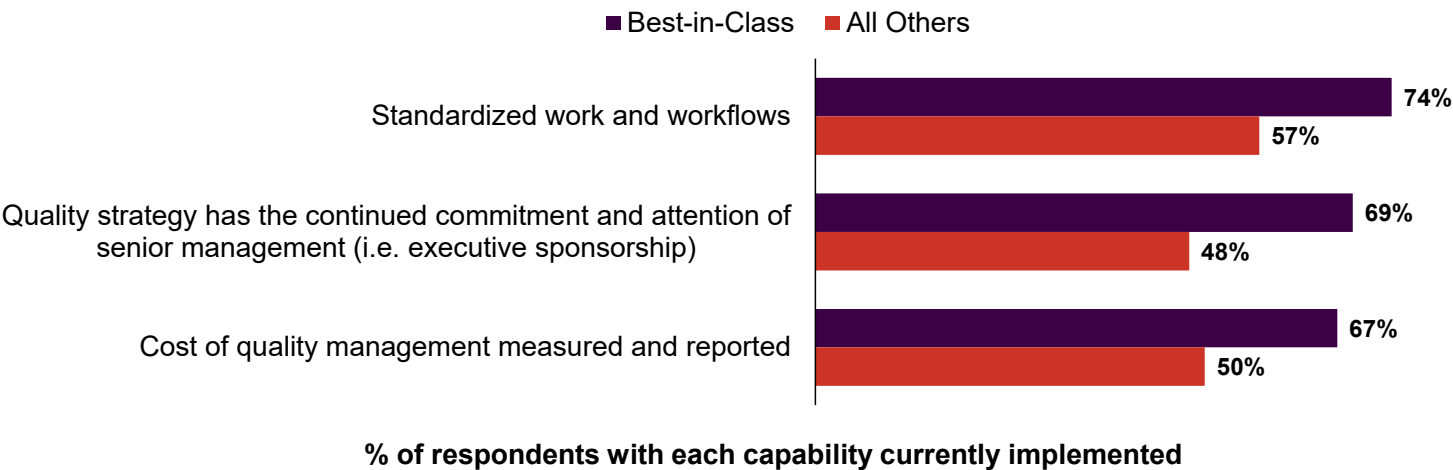 Best-in-Class All Others
Standardized work and workflows
74%
57%
Quality strategy has the continued commitment and attention of
senior management (i.e. executive sponsorship)
69%
48%
Cost of quality management measured and reported
67%
50%
% of respondents with each capability currently implemented